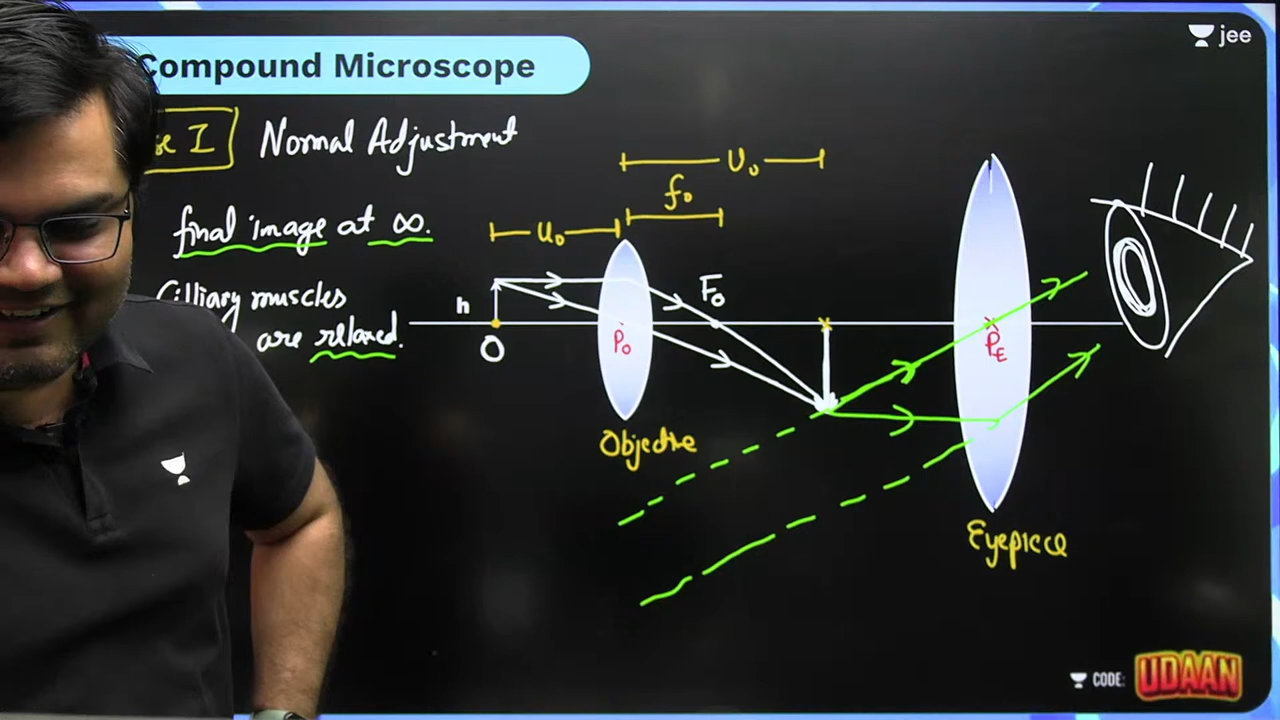 jee
Compound Microscope
se I
Normal Adjustment
final image at ∞.
Cilliary muscles
are relaxed.
u₀
f₀
U₀
h
O
P₀
F₀
P_E
Objective
Eyepiece
CODE: UDAAN